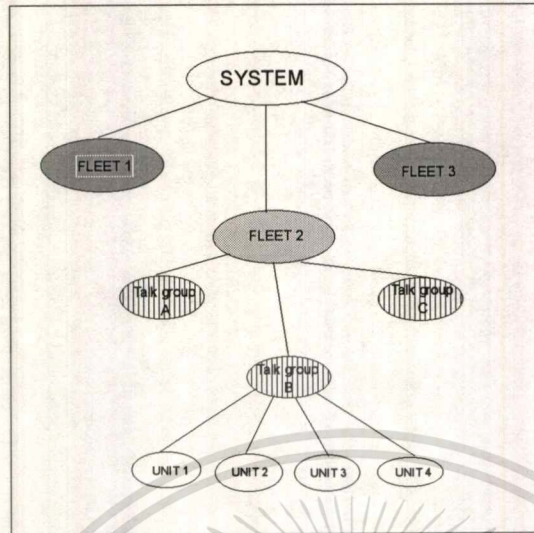 SYSTEM
FLEET 1
FLEET 3
FLEET 2
Talk group
A
Talk group
C
Talk group
B
UNIT 1
UNIT 2
UNIT 3
UNIT 4